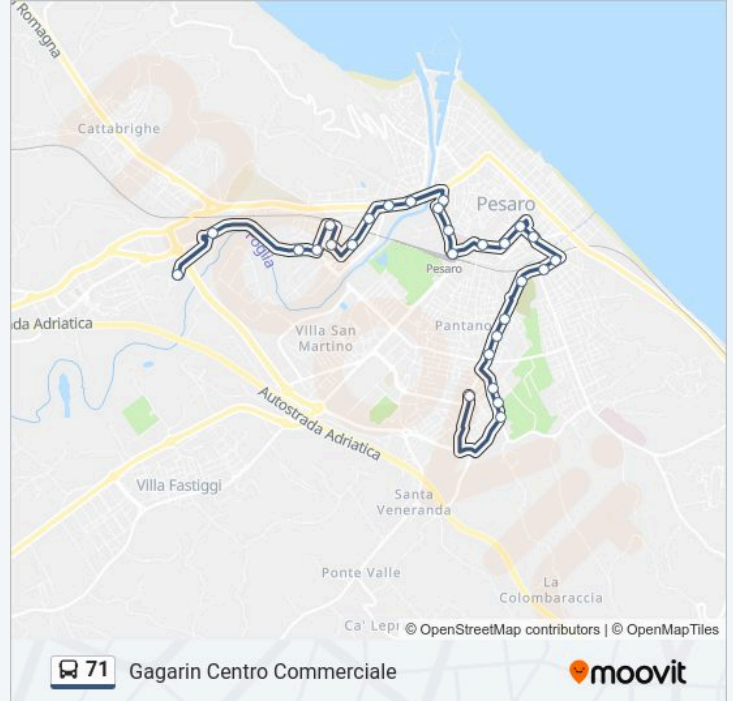 Romagna
Cattabrighe
Pesaro
Foglia
Pesaro
da Adriatica
Villa San
Martino
Pantano
Autostrada Adriatica
Villa Fastiggi
Santa
Veneranda
Ponte Valle
La
Colombaraccia
Ca' Lepr
© OpenStreetMap contributors | © OpenMapTiles
71 Gagarin Centro Commerciale
moovit